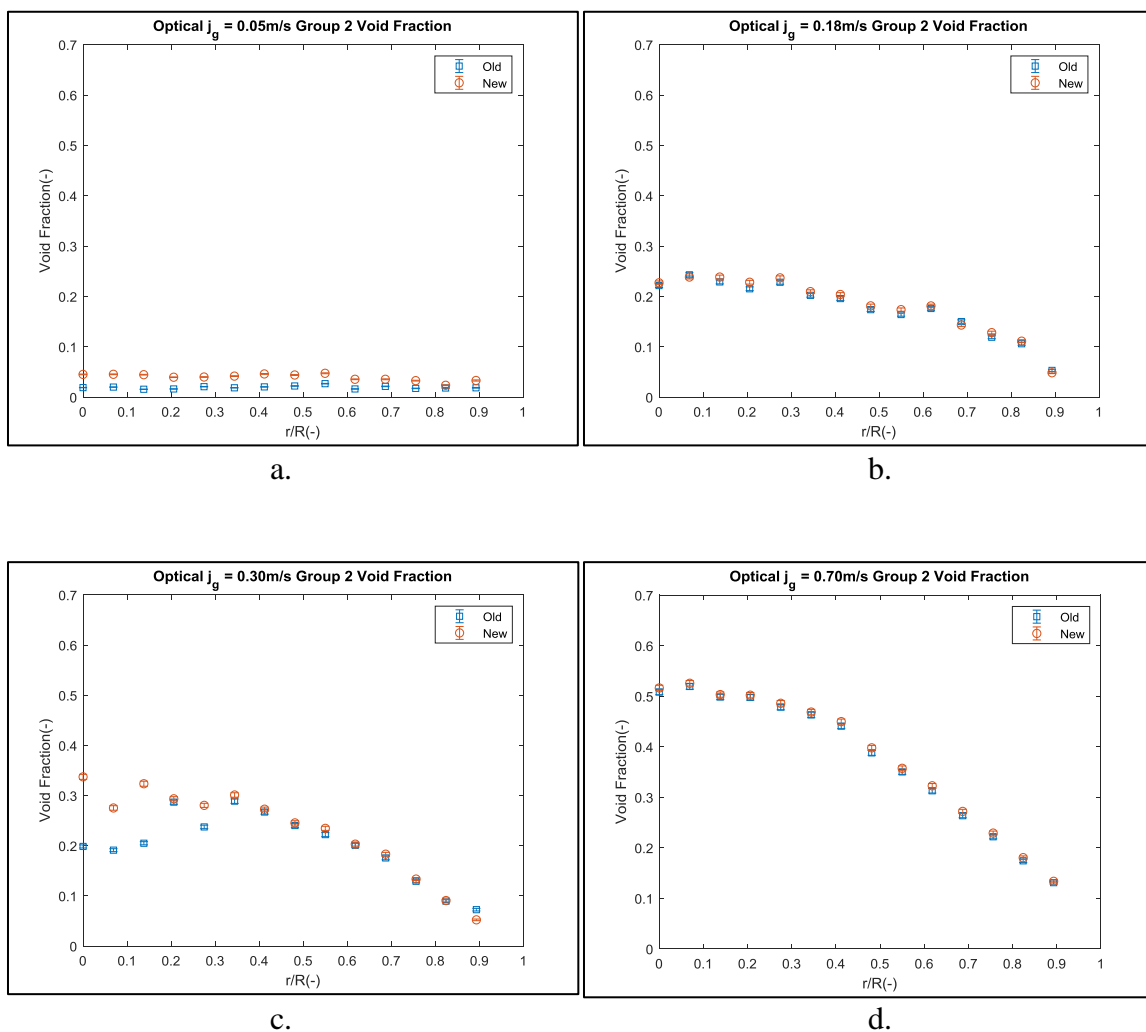 Optical j_g = 0.05m/s Group 2 Void Fraction
Old
New
0.7
0.6
0.5
0.4
0.3
0.2
0.1
0
Void Fraction(-)
0 0.1 0.2 0.3 0.4 0.5 0.6 0.7 0.8 0.9 1
r/R(-)
a.
Optical j_g = 0.18m/s Group 2 Void Fraction
Old
New
0.7
0.6
0.5
0.4
0.3
0.2
0.1
0
Void Fraction(-)
0 0.1 0.2 0.3 0.4 0.5 0.6 0.7 0.8 0.9 1
r/R(-)
b.
Optical j_g = 0.30m/s Group 2 Void Fraction
Old
New
0.7
0.6
0.5
0.4
0.3
0.2
0.1
0
Void Fraction(-)
0 0.1 0.2 0.3 0.4 0.5 0.6 0.7 0.8 0.9 1
r/R(-)
c.
Optical j_g = 0.70m/s Group 2 Void Fraction
Old
New
0.7
0.6
0.5
0.4
0.3
0.2
0.1
0
Void Fraction(-)
0 0.1 0.2 0.3 0.4 0.5 0.6 0.7 0.8 0.9 1
r/R(-)
d.